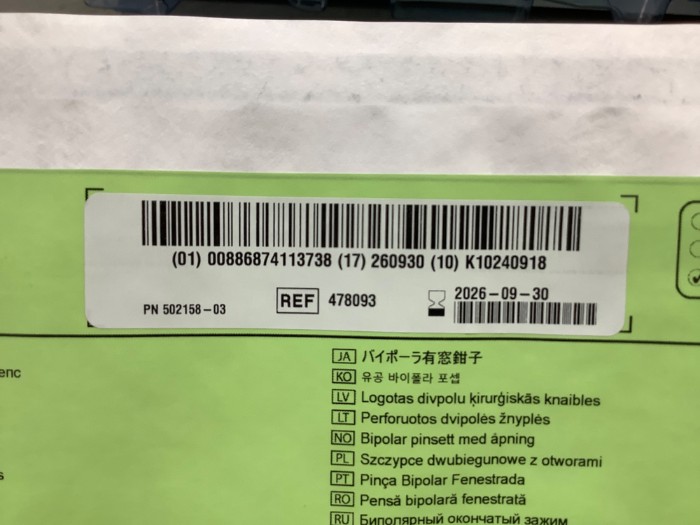 (01) 00886874113738 (17) 260930 (10) K10240918
PN 502158-03
REF 478093
2026-09-30
enc
s
JA バイポーラ有窓鉗子
KO 유공 바이폴라 포셉
LV Logotas divpolu ķirurģiskās knaibles
LT Perforuotos dvipolės žnyplės
NO Bipolar pinsett med åpning
PL Szczypce dwubiegunowe z otworami
PT Pinça Bipolar Fenestrada
RO Pensă bipolară fenestrată
RU Биполярный окончатый зажим